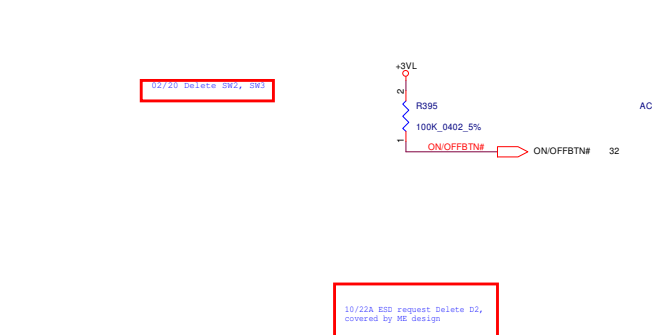 +3VL
02/20 Delete SW2, SW3
2
R395
AC
100K_0402_5%
1
ON/OFFBTN#
ON/OFFBTN# 32
10/22A ESD request Delete D2,
covered by ME design